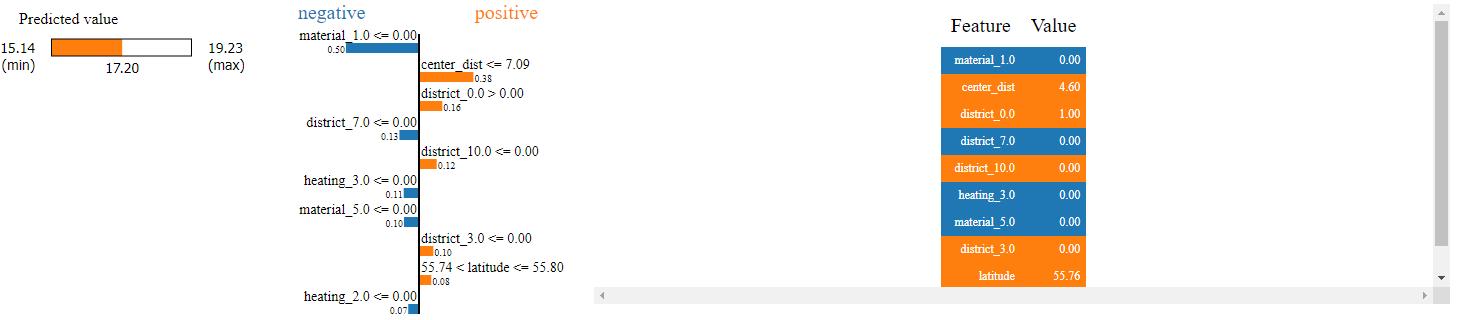 Predicted value
15.14
(min)
17.20
19.23
(max)
negative
positive
material_1.0 <= 0.00
0.50
center_dist <= 7.09
0.38
district_0.0 > 0.00
0.16
district_7.0 <= 0.00
0.13
district_10.0 <= 0.00
0.12
heating_3.0 <= 0.00
0.11
material_5.0 <= 0.00
0.10
district_3.0 <= 0.00
0.10
55.74 < latitude <= 55.80
0.08
heating_2.0 <= 0.00
0.07
Feature Value
material_1.0 0.00
center_dist 4.60
district_0.0 1.00
district_7.0 0.00
district_10.0 0.00
heating_3.0 0.00
material_5.0 0.00
district_3.0 0.00
latitude 55.76